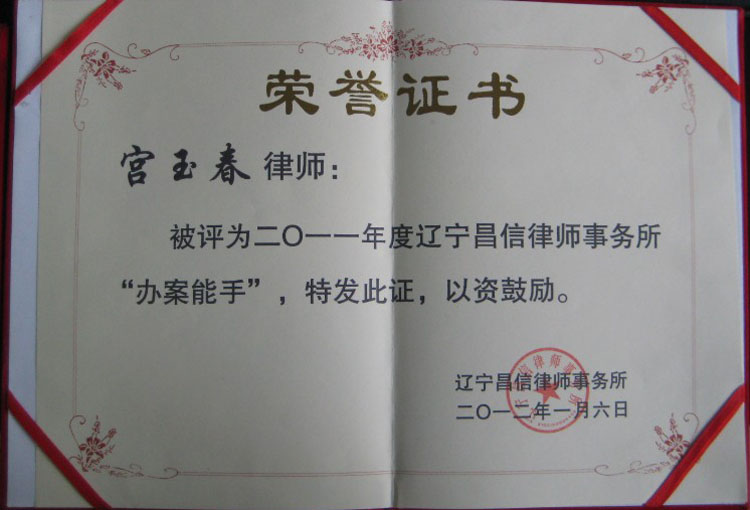 荣誉证书
宫玉春 律师：
被评为二〇一一年度辽宁昌信律师事务所
“办案能手”，特发此证，以资鼓励。
辽宁昌信律师事务所
二〇一二年一月六日